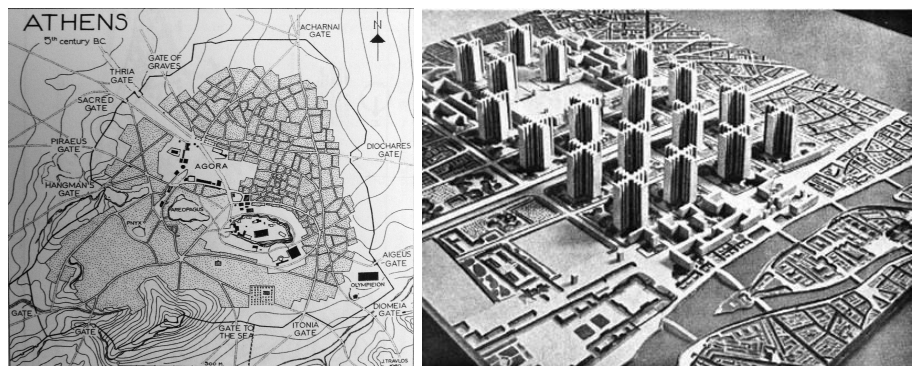 ATHENS
5th century B.C.
N
ACHARNAI
GATE
GATE OF
GRAVES
THRIA
GATE
SACRED
GATE
PIRAEUS
GATE
AGORA
DIOCHARES
GATE
HANGMAN'S
GATE
AREOPAGUS
PNYX
AIGEUS
GATE
OLYMPIEION
DIOMEIA
GATE
GATE
GATE
GATE TO
THE SEA
ITONIA
GATE
300 m.
J. TRAVLOS